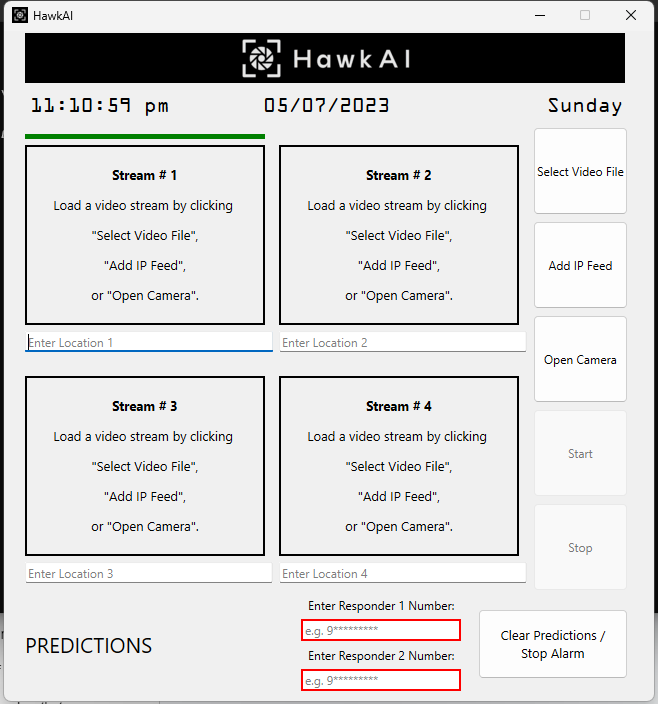 HawkAI
HawkAI
11:10:59 pm 05/07/2023 Sunday
Stream # 1
Load a video stream by clicking
"Select Video File",
"Add IP Feed",
or "Open Camera".
Enter Location 1
Stream # 2
Load a video stream by clicking
"Select Video File",
"Add IP Feed",
or "Open Camera".
Enter Location 2
Select Video File
Add IP Feed
Open Camera
Start
Stop
Stream # 3
Load a video stream by clicking
"Select Video File",
"Add IP Feed",
or "Open Camera".
Enter Location 3
Stream # 4
Load a video stream by clicking
"Select Video File",
"Add IP Feed",
or "Open Camera".
Enter Location 4
PREDICTIONS
Enter Responder 1 Number:
e.g. 9*********
Enter Responder 2 Number:
e.g. 9*********
Clear Predictions /
Stop Alarm